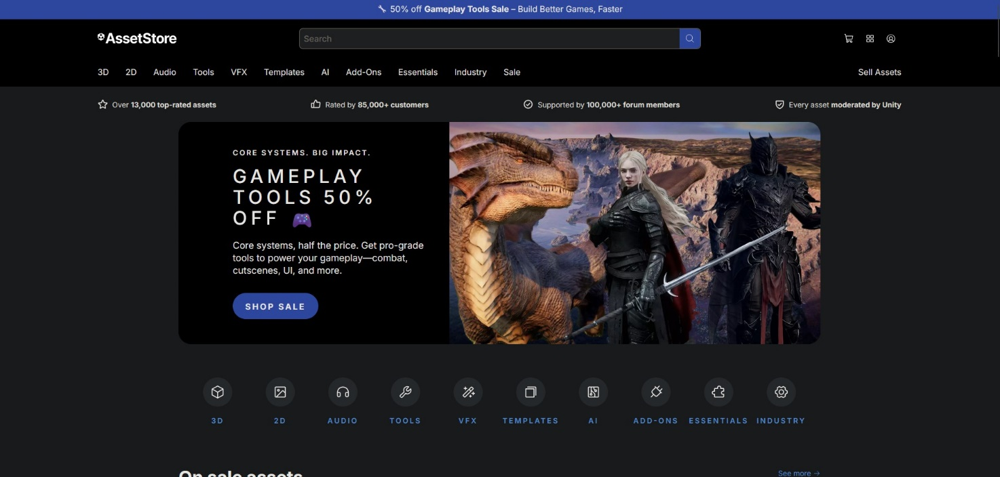 50% off Gameplay Tools Sale – Build Better Games, Faster
AssetStore
Search
3D 2D Audio Tools VFX Templates AI Add-Ons Essentials Industry Sale Sell Assets
Over 13,000 top-rated assets Rated by 85,000+ customers Supported by 100,000+ forum members Every asset moderated by Unity
CORE SYSTEMS. BIG IMPACT.
GAMEPLAY
TOOLS 50%
OFF 🎮
Core systems, half the price. Get pro-grade
tools to power your gameplay—combat,
cutscenes, UI, and more.
SHOP SALE
3D 2D AUDIO TOOLS VFX TEMPLATES AI ADD-ONS ESSENTIALS INDUSTRY
On sale assets See more →